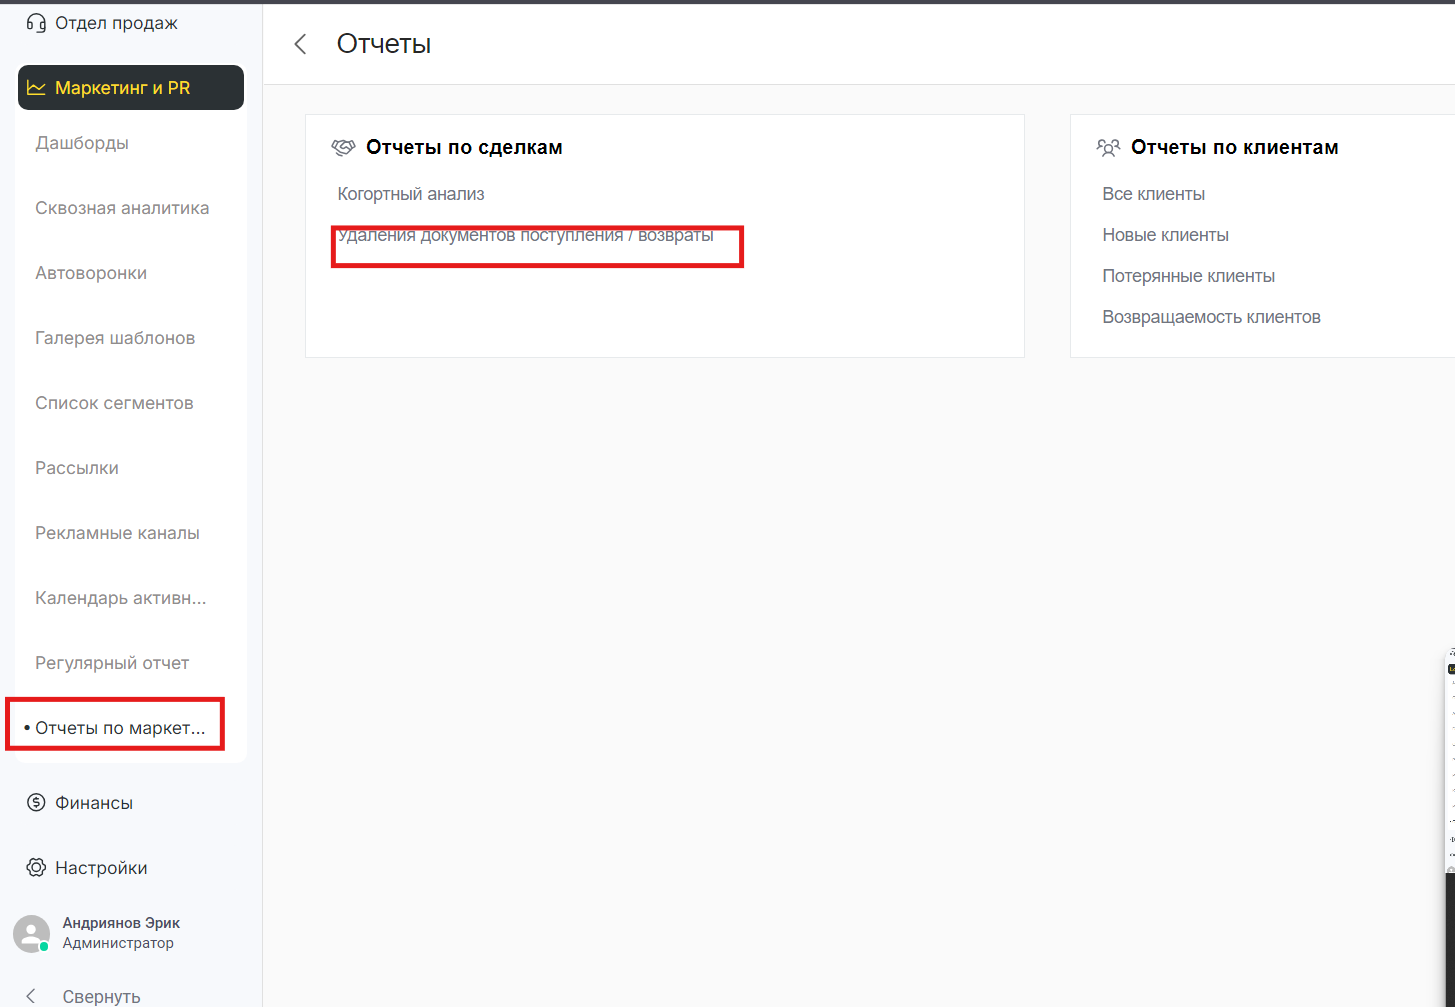 Отдел продаж
Маркетинг и PR
Дашборды
Сквозная аналитика
Автоворонки
Галерея шаблонов
Список сегментов
Рассылки
Рекламные каналы
Календарь активн...
Регулярный отчет
• Отчеты по маркет...
Финансы
Настройки
Андриянов Эрик
Администратор
Свернуть
Отчеты
Отчеты по сделкам
Когортный анализ
Удаления документов поступления / возвраты
Отчеты по клиентам
Все клиенты
Новые клиенты
Потерянные клиенты
Возвращаемость клиентов